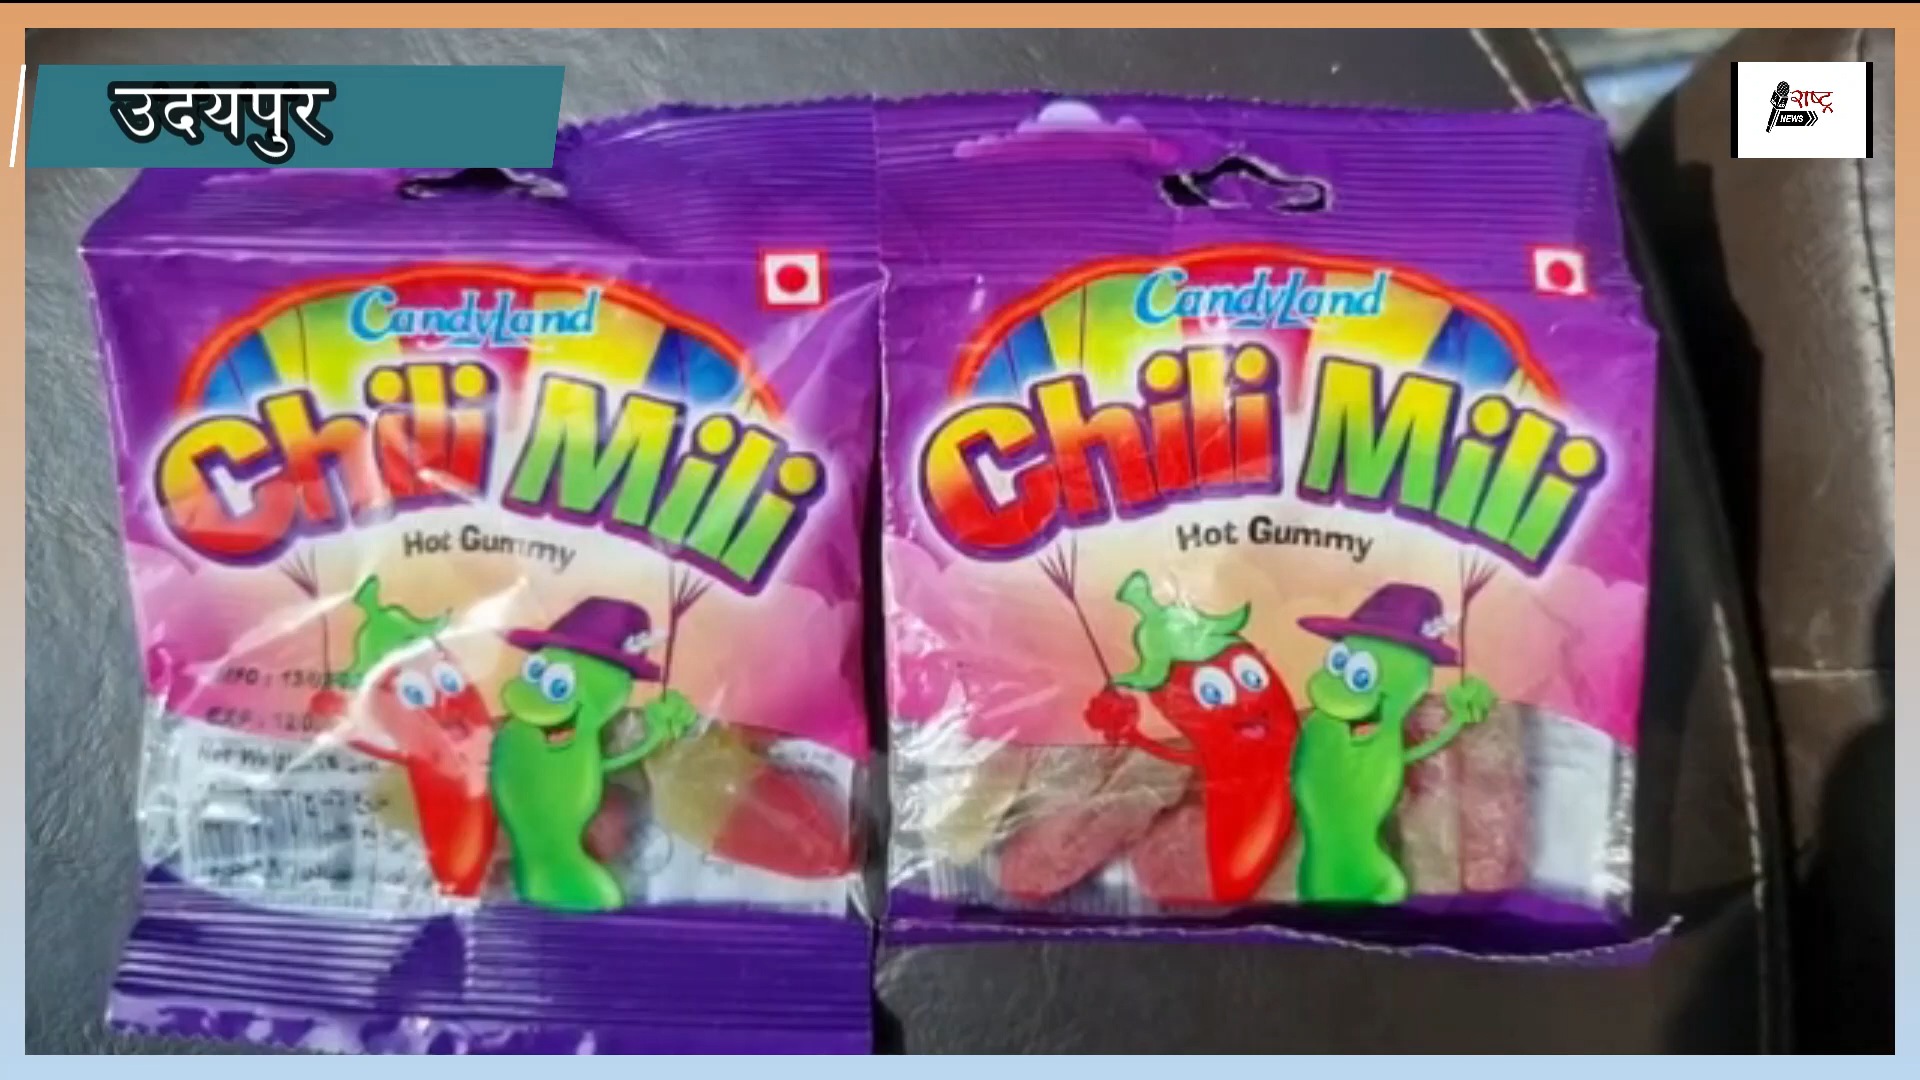 उदयपुर
राष्ट्र
NEWS
CandyLand
Chili Mili
Hot Gummy
CandyLand
Chili Mili
Hot Gummy